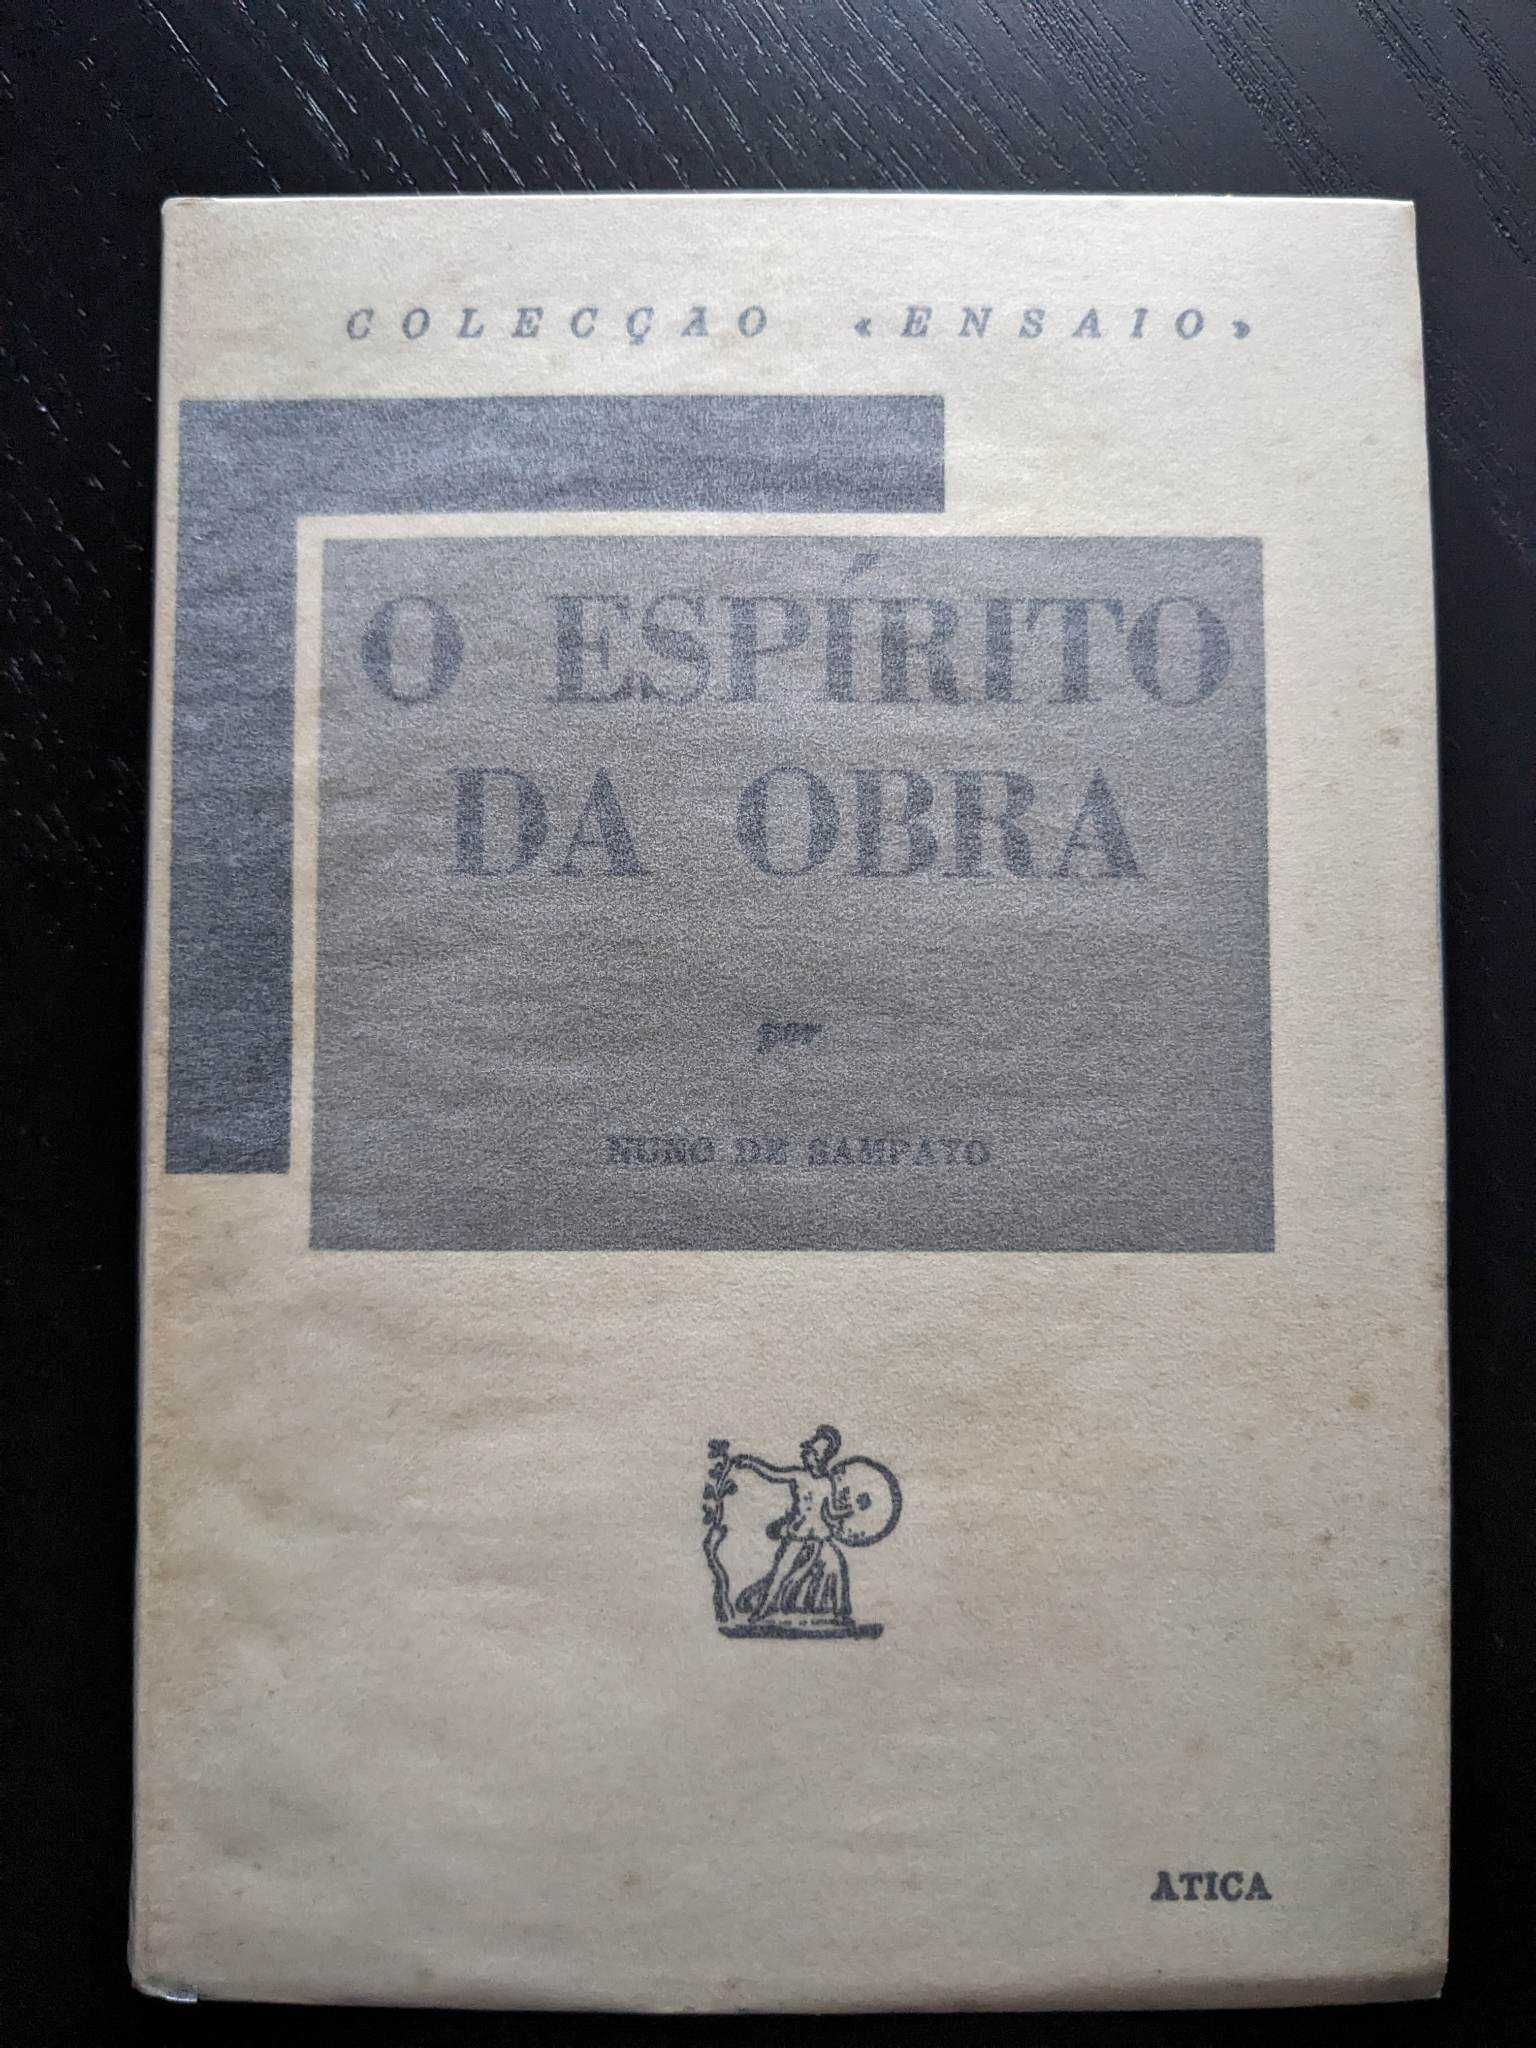 COLECÇÃO «ENSAIO»
O ESPÍRITO
DA OBRA
por
NUNO DE SAMPAYO
ATICA